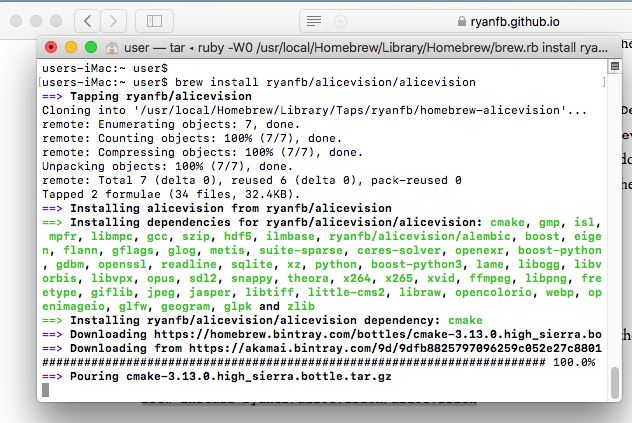 ryanfb.github.io
user — tar ◂ ruby -W0 /usr/local/Homebrew/Library/Homebrew/brew.rb install rya...
users-iMac:~ user$
[users-iMac:~ user$ brew install ryanfb/alicevision/alicevision ]
==> Tapping ryanfb/alicevision
Cloning into '/usr/local/Homebrew/Library/Taps/ryanfb/homebrew-alicevision'...
remote: Enumerating objects: 7, done.
remote: Counting objects: 100% (7/7), done.
remote: Compressing objects: 100% (7/7), done.
Unpacking objects: 100% (7/7), done.
remote: Total 7 (delta 0), reused 6 (delta 0), pack-reused 0
Tapped 2 formulae (34 files, 32.4KB).
==> Installing alicevision from ryanfb/alicevision
==> Installing dependencies for ryanfb/alicevision/alicevision: cmake, gmp, isl,
mpfr, libmpc, gcc, szip, hdf5, ilmbase, ryanfb/alicevision/alembic, boost, eige
n, flann, gflags, glog, metis, suite-sparse, ceres-solver, openexr, boost-python
, gdbm, openssl, readline, sqlite, xz, python, boost-python3, lame, libogg, libv
orbis, libvpx, opus, sdl2, snappy, theora, x264, x265, xvid, ffmpeg, libpng, fre
etype, giflib, jpeg, jasper, libtiff, little-cms2, libraw, opencolorio, webp, op
enimageio, glfw, geogram, glpk and zlib
==> Installing ryanfb/alicevision/alicevision dependency: cmake
==> Downloading https://homebrew.bintray.com/bottles/cmake-3.13.0.high_sierra.bo
==> Downloading from https://akamai.bintray.com/9d/9dfb8825797096259c052e27c8801
######################################################################## 100.0%
==> Pouring cmake-3.13.0.high_sierra.bottle.tar.gz